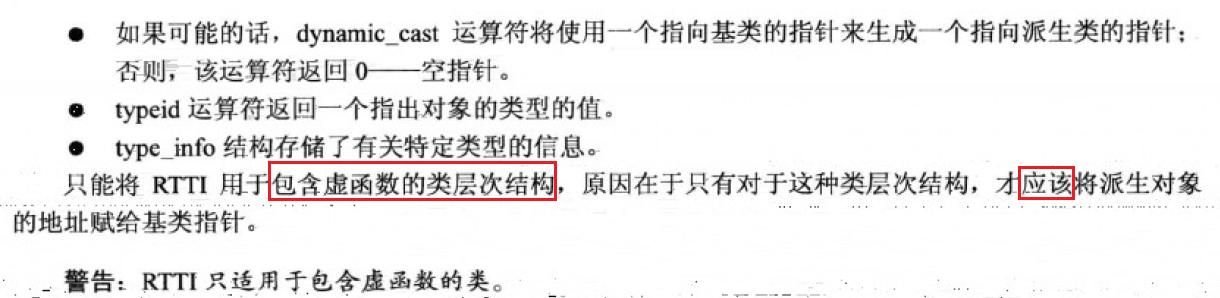 ● 如果可能的话，dynamic_cast 运算符将使用一个指向基类的指针来生成一个指向派生类的指针；
否则，该运算符返回 0——空指针。
● typeid 运算符返回一个指出对象的类型的值。
● type_info 结构存储了有关特定类型的信息。
只能将 RTTI 用于包含虚函数的类层次结构，原因在于只有对于这种类层次结构，才应该将派生对象
的地址赋给基类指针。
警告：RTTI 只适用于包含虚函数的类。